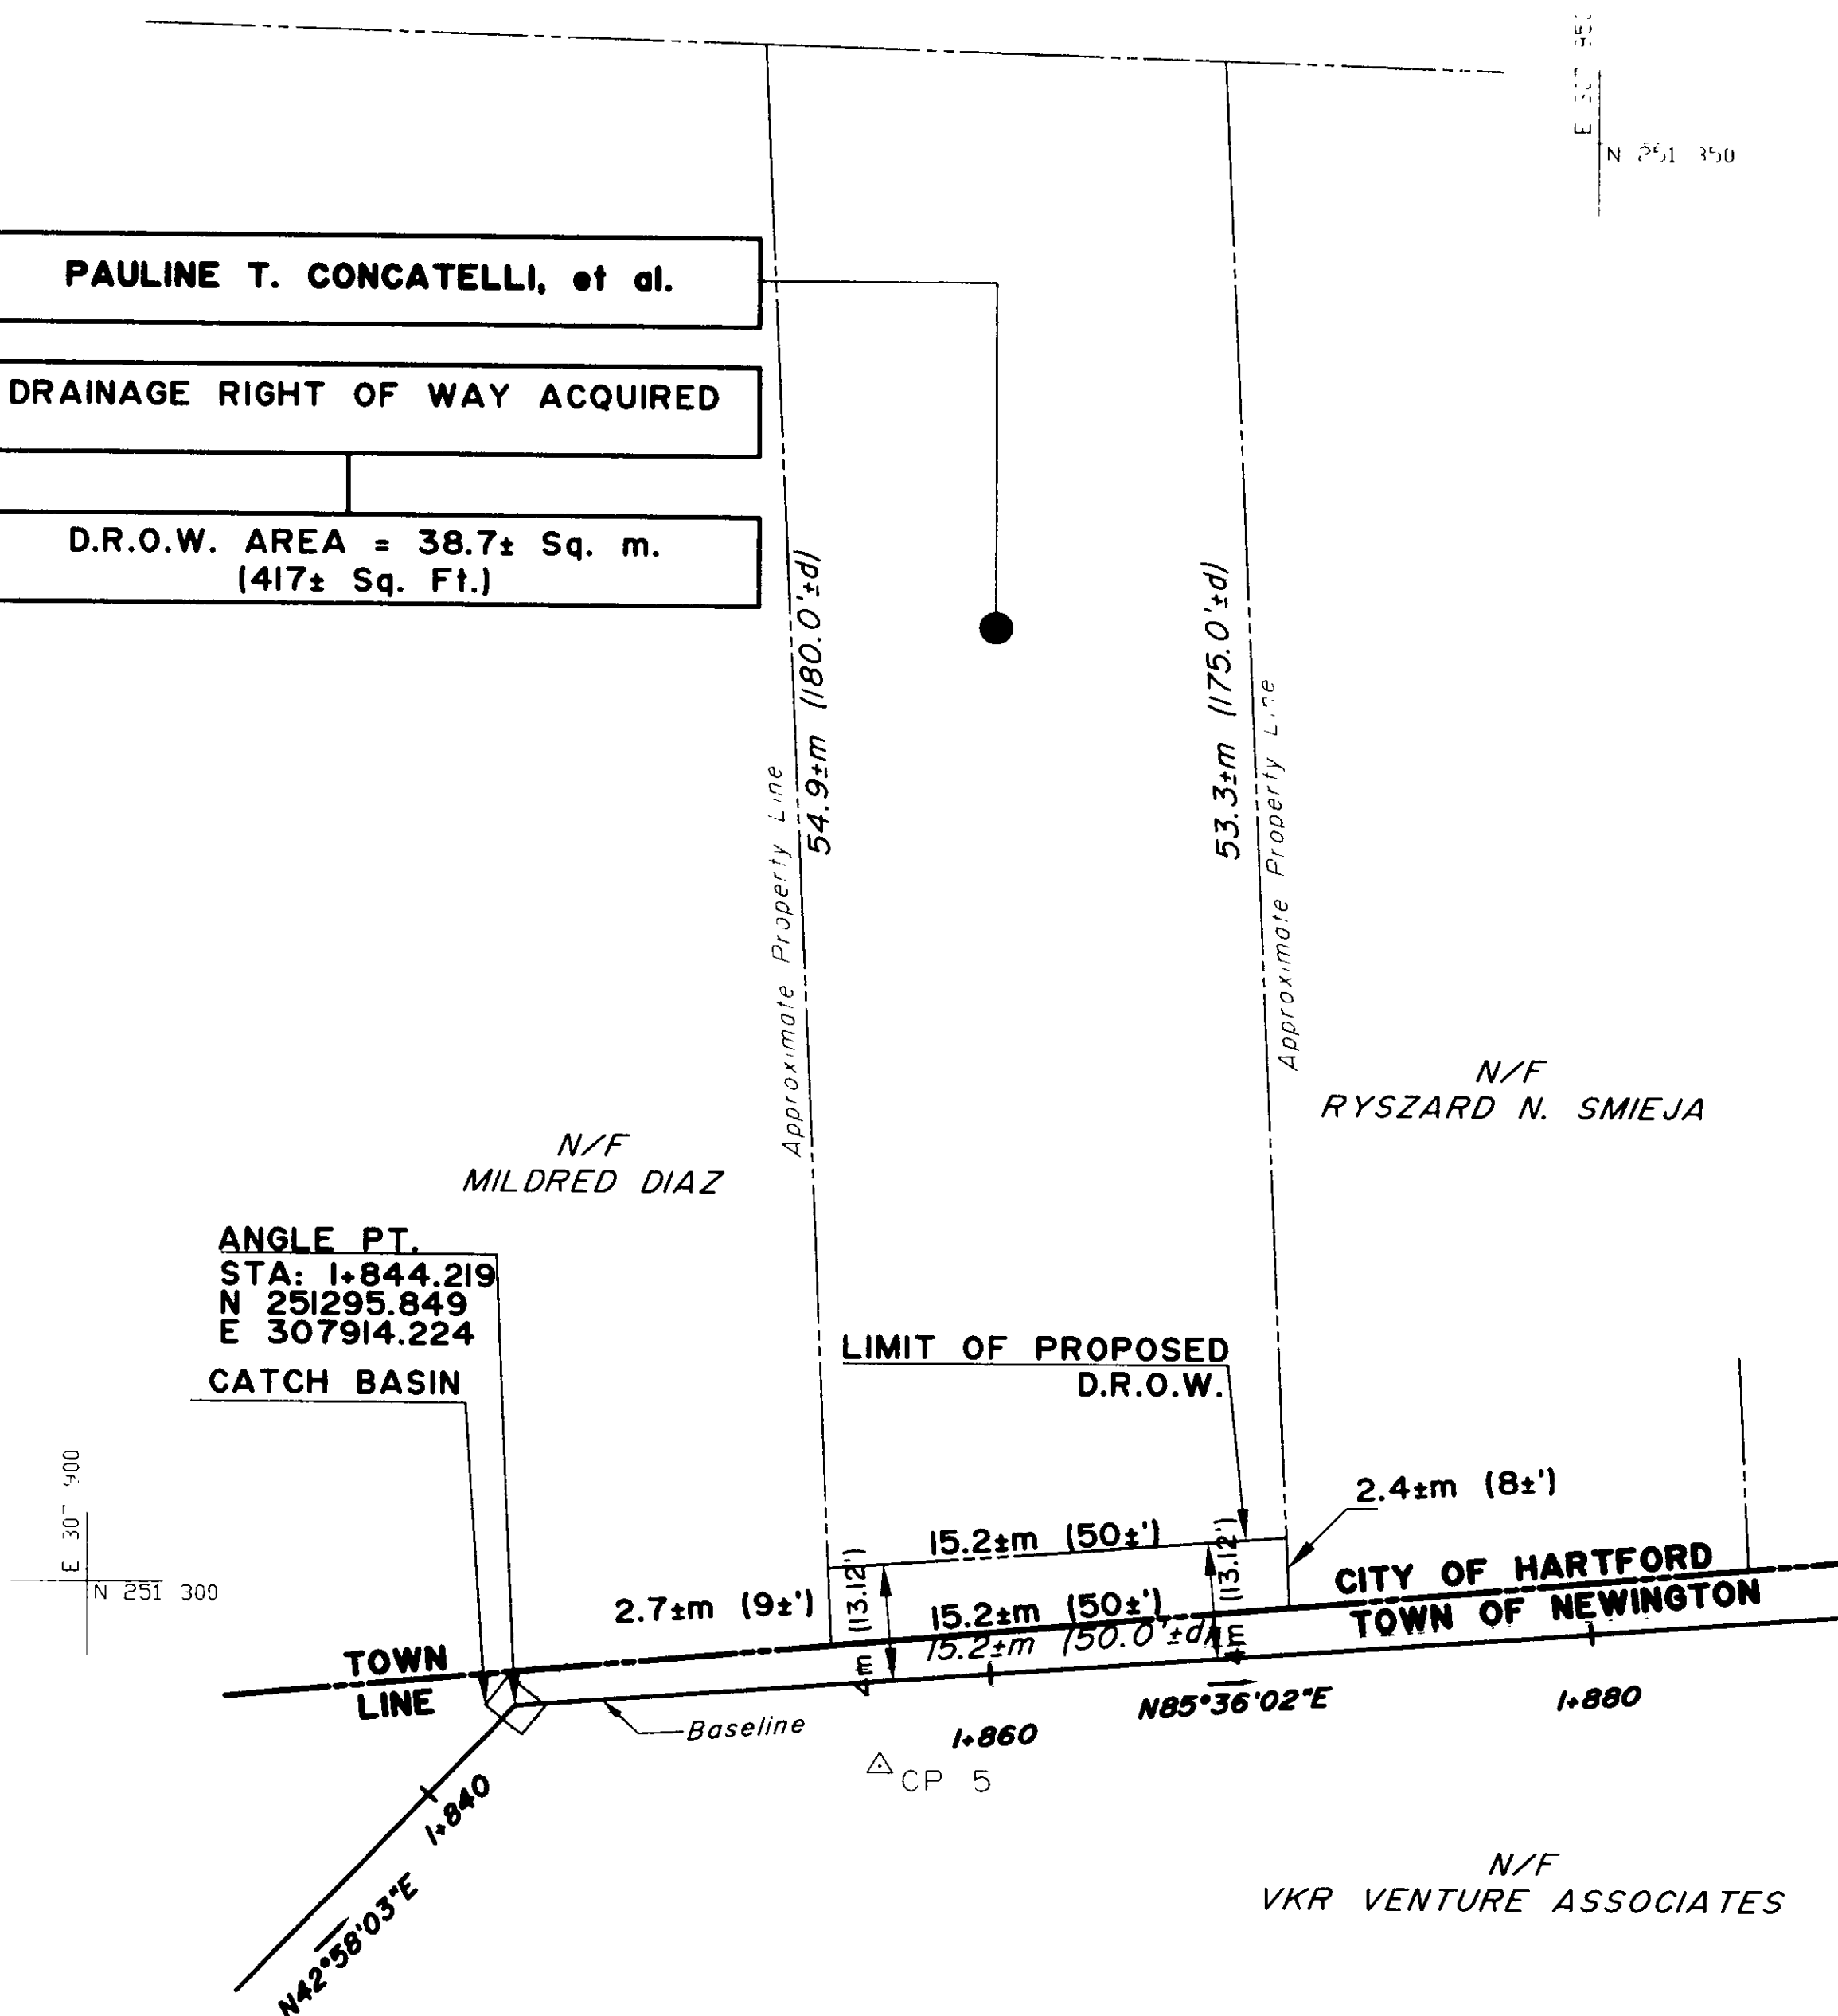 N 251 350
PAULINE T. CONCATELLI, et al.
DRAINAGE RIGHT OF WAY ACQUIRED
D.R.O.W. AREA = 38.7± Sq. m.
(417± Sq. Ft.)
54.9±m (180.0'±d)
Approximate Property Line
53.3±m (175.0'±d)
Approximate Property Line
N/F
RYSZARD N. SMIEJA
N/F
MILDRED DIAZ
ANGLE PT.
STA: 1+844.219
N 251295.849
E 307914.224
CATCH BASIN
LIMIT OF PROPOSED
D.R.O.W.
E 307 900
N 251 300
2.4±m (8±')
15.2±m (50±')
4m (13.12')
4m (13.12')
2.7±m (9±')
15.2±m (50±')
15.2±m (50.0'±d)
CITY OF HARTFORD
TOWN OF NEWINGTON
TOWN
LINE
Baseline
N85°36'02"E
1+860
1+880
CP 5
1+840
N42°58'03"E
N/F
VKR VENTURE ASSOCIATES